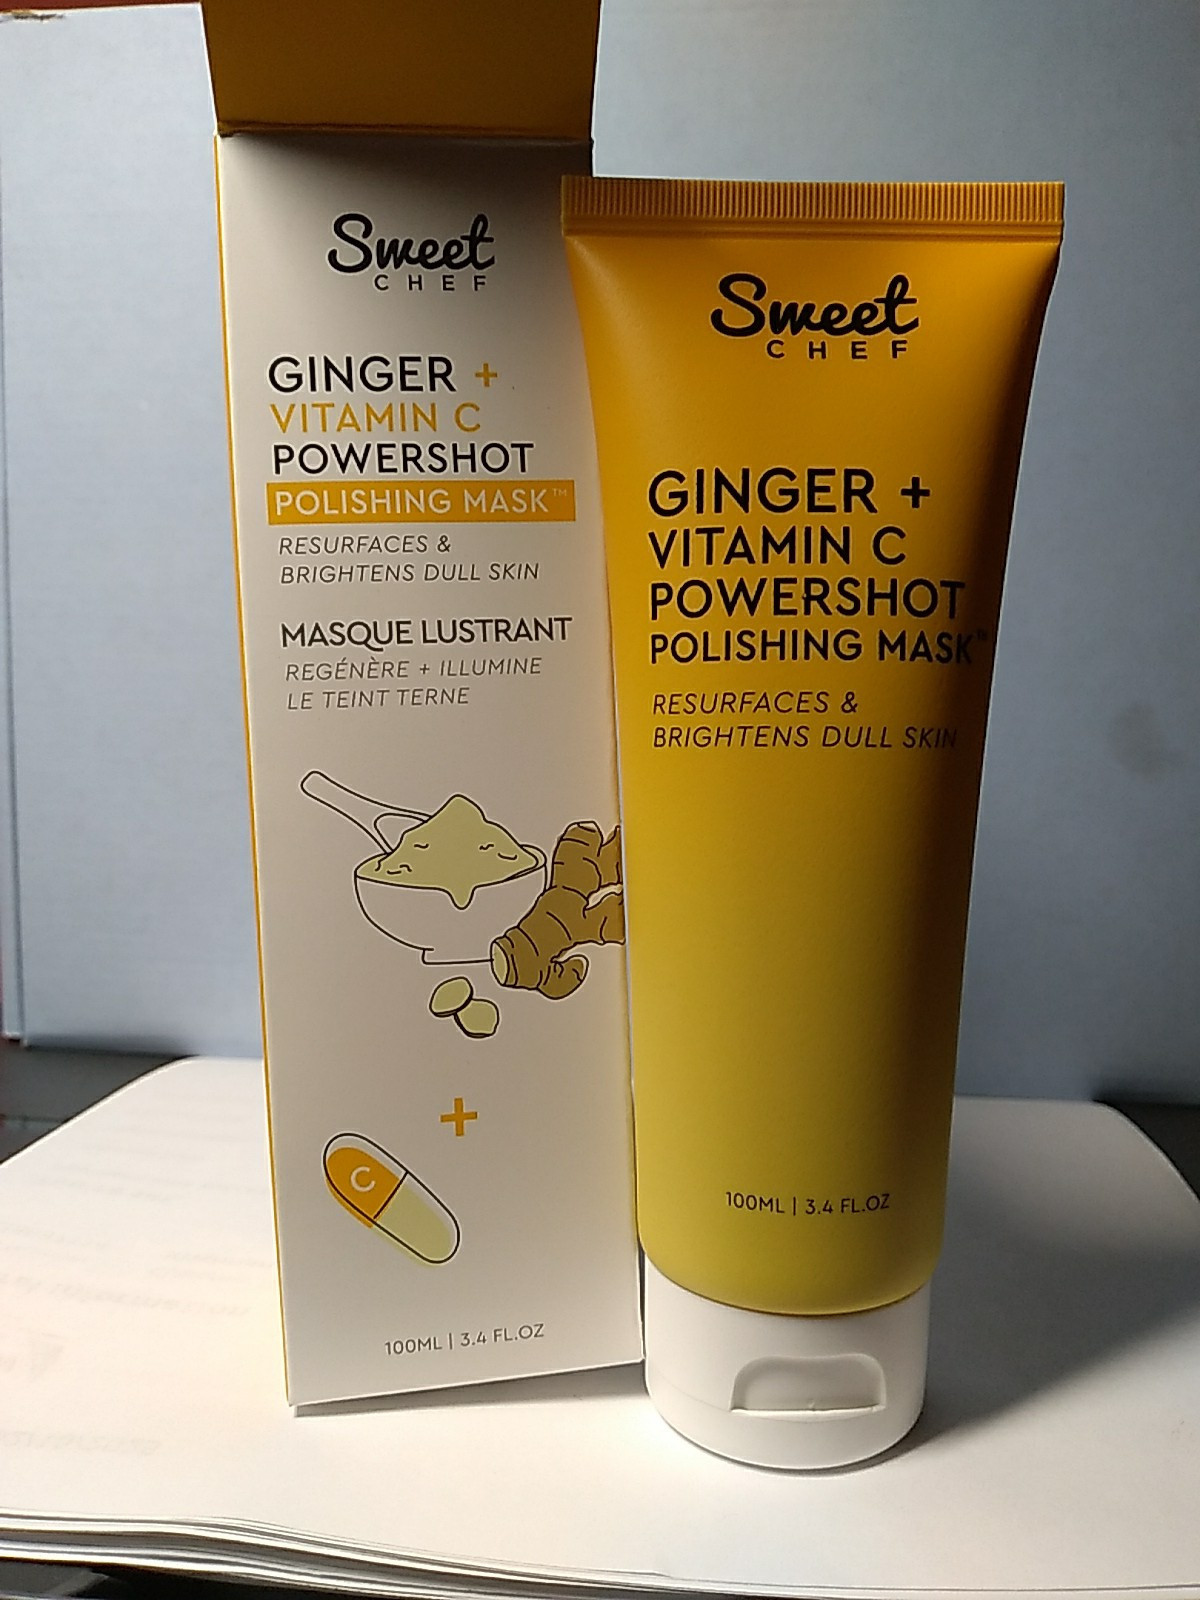 Sweet
CHEF
GINGER +
VITAMIN C
POWERSHOT
POLISHING MASK™
RESURFACES &
BRIGHTENS DULL SKIN
MASQUE LUSTRANT
REGÉNÈRE + ILLUMINE
LE TEINT TERNE
+
C
100ML | 3.4 FL.OZ
Sweet
CHEF
GINGER +
VITAMIN C
POWERSHOT
POLISHING MASK™
RESURFACES &
BRIGHTENS DULL SKIN
100ML | 3.4 FL.OZ